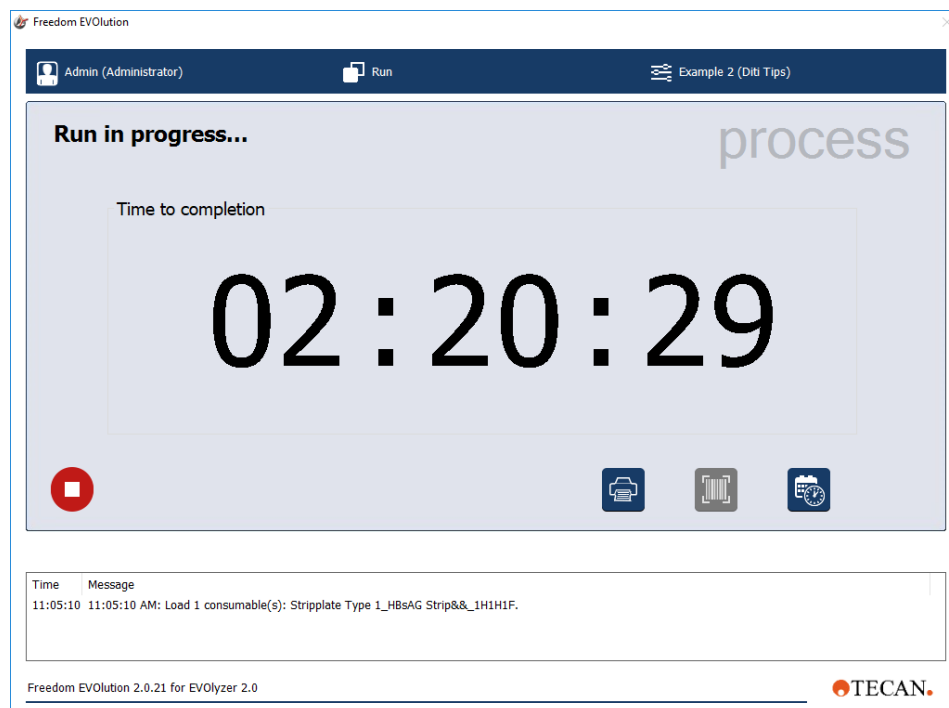 Freedom EVOlution
Admin (Administrator) Run Example 2 (Diti Tips)
Run in progress...
process
Time to completion
02:20:29
Time Message
11:05:10 11:05:10 AM: Load 1 consumable(s): Stripplate Type 1_HBsAG Strip&&_1H1H1F.
Freedom EVOlution 2.0.21 for EVOlyzer 2.0
TECAN.